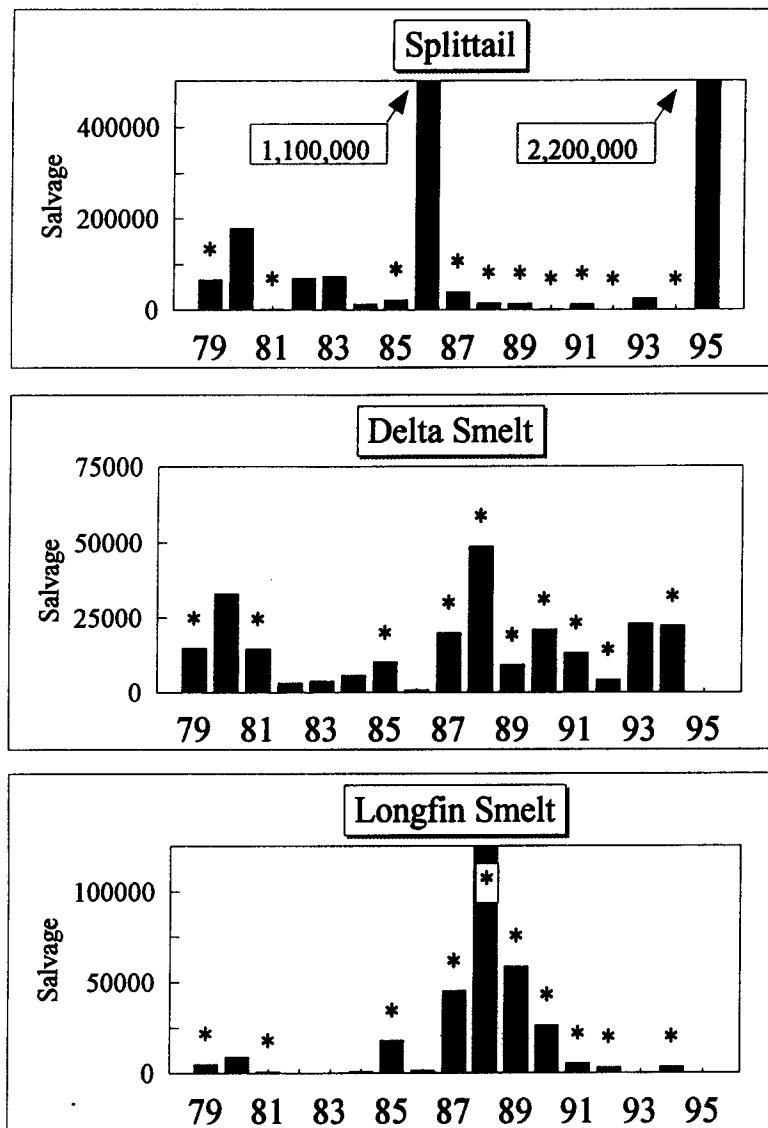 Splittail
Salvage
400000
200000
0
1,100,000
2,200,000
* * * * * * * * * *
79 81 83 85 87 89 91 93 95
Delta Smelt
Salvage
75000
50000
25000
0
* * * * * * * * * *
79 81 83 85 87 89 91 93 95
Longfin Smelt
Salvage
100000
50000
0
* * * * * * * * * *
79 81 83 85 87 89 91 93 95